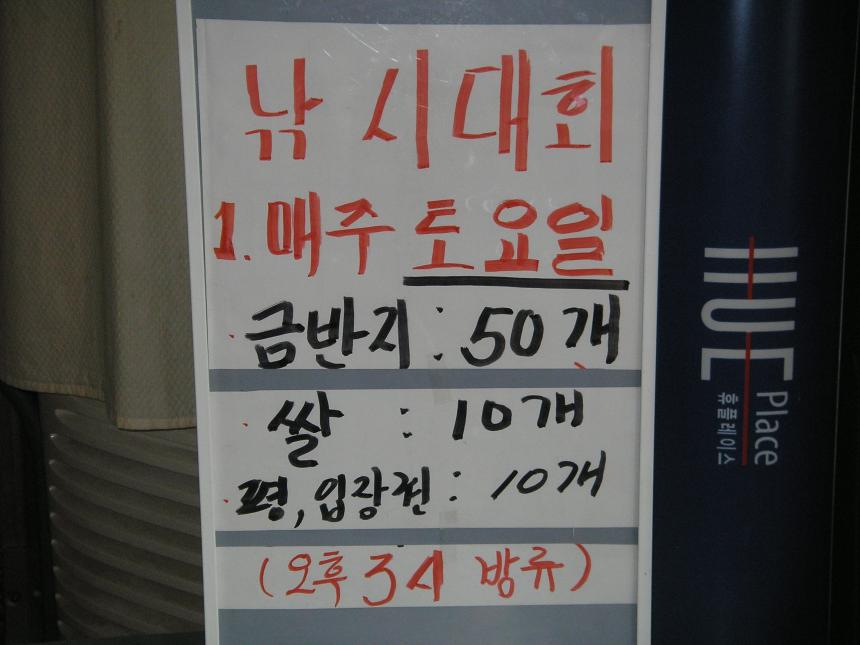 낚시대회
1. 매주 토요일
금반지 : 50개
쌀 : 10개
평, 입장권 : 10개
(오후 3시 방류)
HUE
Place
휴플레이스